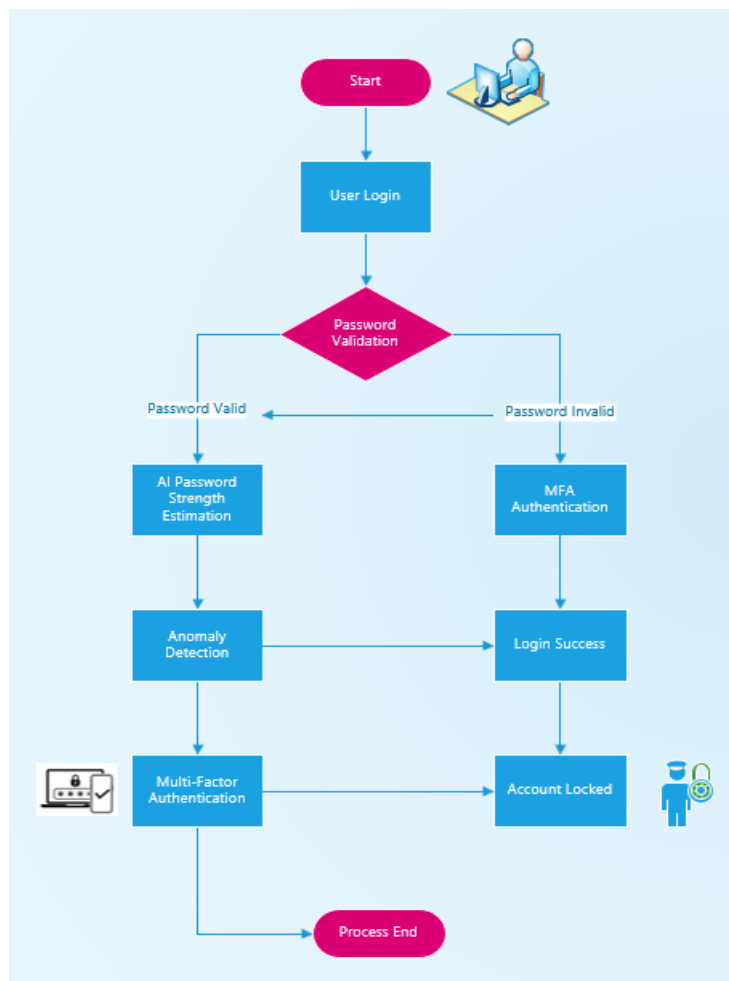 Start
User Login
Password
Validation
Password Valid
Password Invalid
AI Password
Strength
Estimation
MFA
Authentication
Anomaly
Detection
Login Success
Multi-Factor
Authentication
Account Locked
Process End